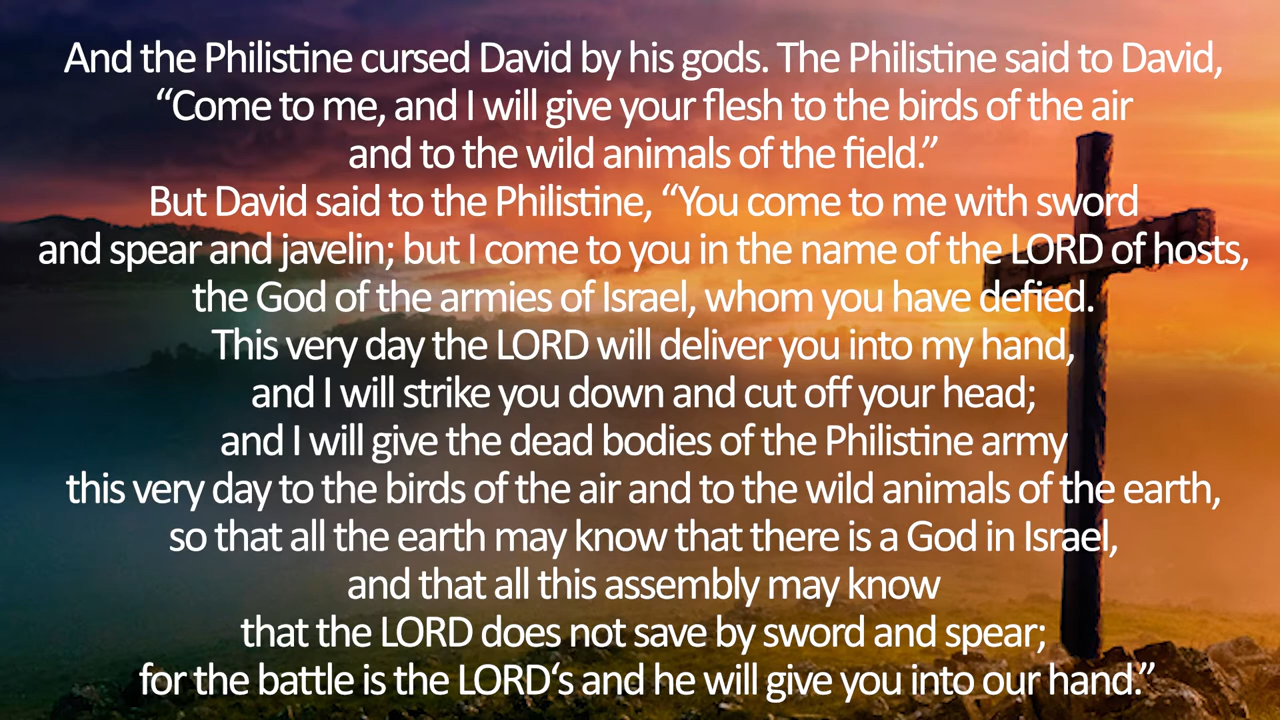 And the Philistine cursed David by his gods. The Philistine said to David,
“Come to me, and I will give your flesh to the birds of the air
and to the wild animals of the field.”
But David said to the Philistine, “You come to me with sword
and spear and javelin; but I come to you in the name of the LORD of hosts,
the God of the armies of Israel, whom you have defied.
This very day the LORD will deliver you into my hand,
and I will strike you down and cut off your head;
and I will give the dead bodies of the Philistine army
this very day to the birds of the air and to the wild animals of the earth,
so that all the earth may know that there is a God in Israel,
and that all this assembly may know
that the LORD does not save by sword and spear;
for the battle is the LORD‘s and he will give you into our hand.”